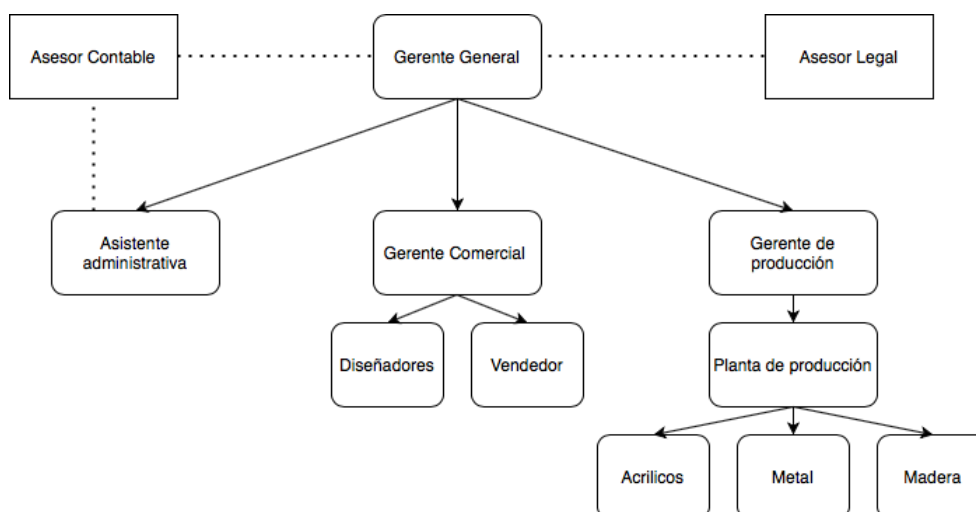 Asesor Contable
Gerente General
Asesor Legal
Asistente
administrativa
Gerente Comercial
Gerente de
producción
Diseñadores
Vendedor
Planta de producción
Acrilicos
Metal
Madera